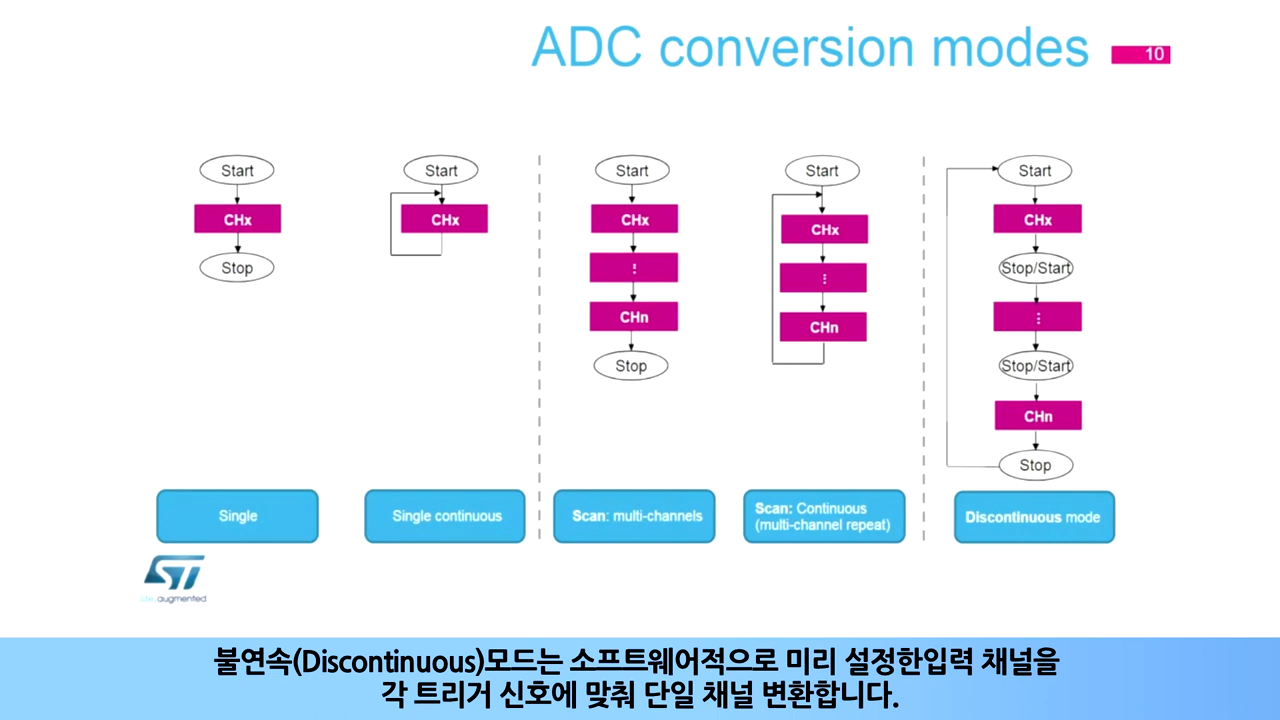 ADC conversion modes
10
Start
CHx
Stop
Single
Start
CHx
Single continuous
Start
CHx
⋮
CHn
Stop
Scan: multi-channels
Start
CHx
⋮
CHn
Scan: Continuous
(multi-channel repeat)
Start
CHx
Stop/Start
⋮
Stop/Start
CHn
Stop
Discontinuous mode
ST
life.augmented
불연속(Discontinuous)모드는 소프트웨어적으로 미리 설정한입력 채널을
각 트리거 신호에 맞춰 단일 채널 변환합니다.